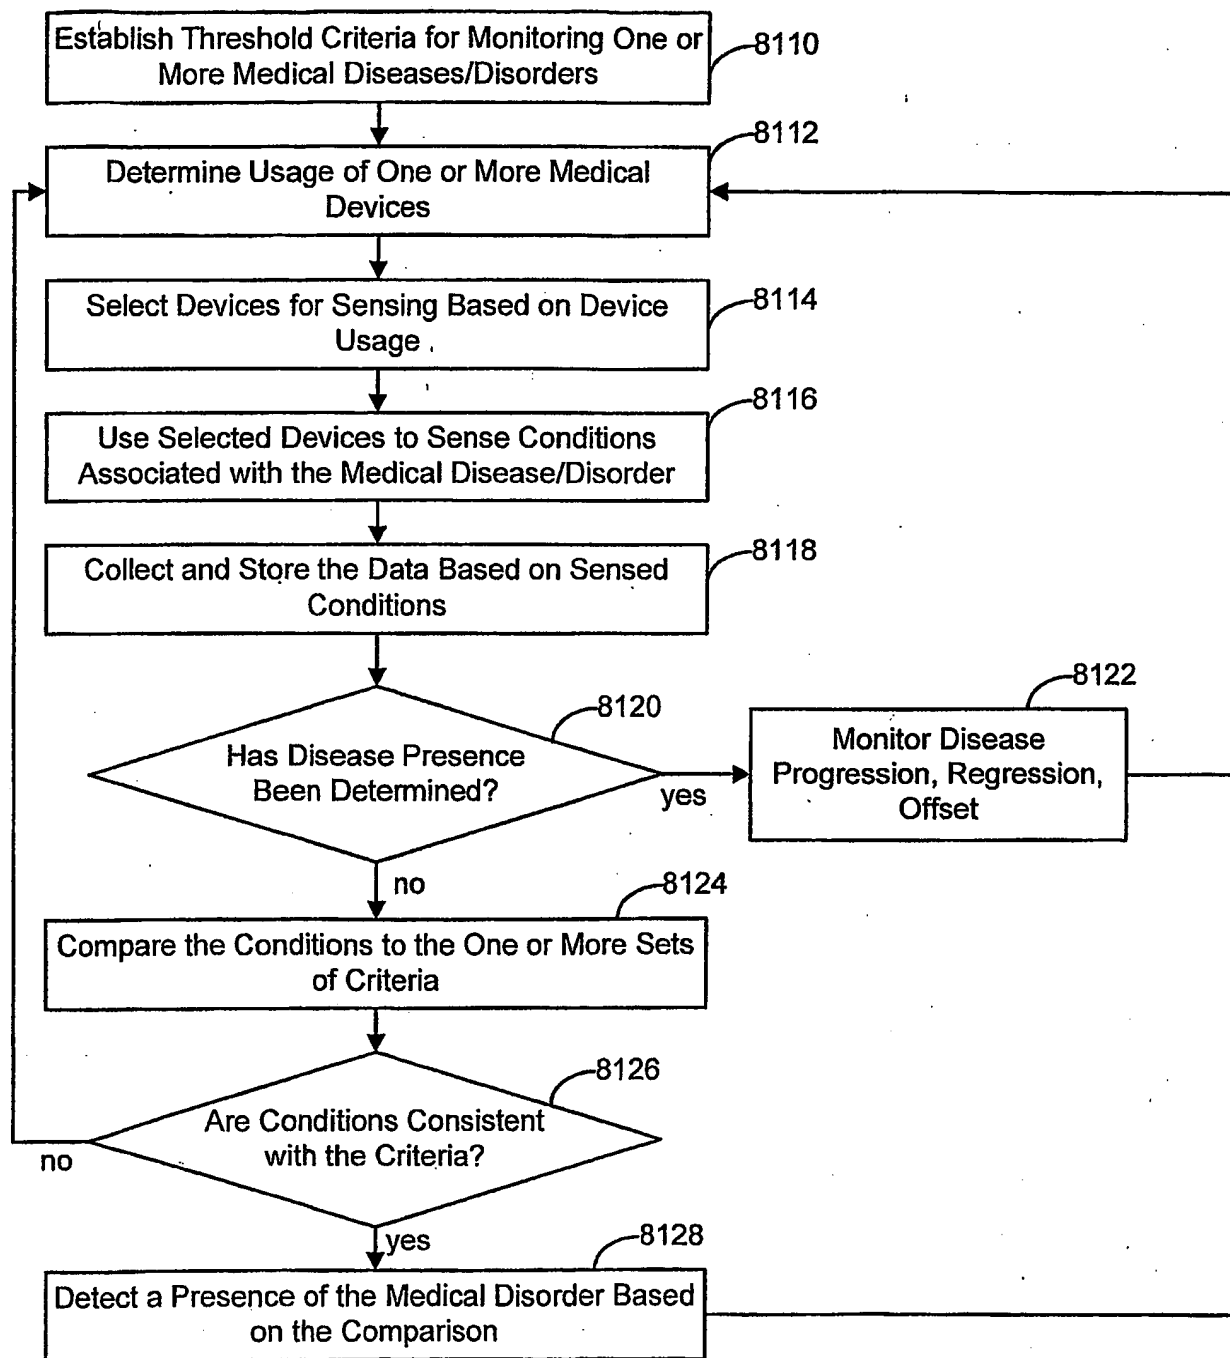 Establish Threshold Criteria for Monitoring One or
More Medical Diseases/Disorders
8110
8112
Determine Usage of One or More Medical
Devices
Select Devices for Sensing Based on Device
Usage
8114
8116
Use Selected Devices to Sense Conditions
Associated with the Medical Disease/Disorder
8118
Collect and Store the Data Based on Sensed
Conditions
8120
Has Disease Presence
Been Determined?
yes
8122
Monitor Disease
Progression, Regression,
Offset
no
8124
Compare the Conditions to the One or More Sets
of Criteria
8126
Are Conditions Consistent
with the Criteria?
no
yes
8128
Detect a Presence of the Medical Disorder Based
on the Comparison